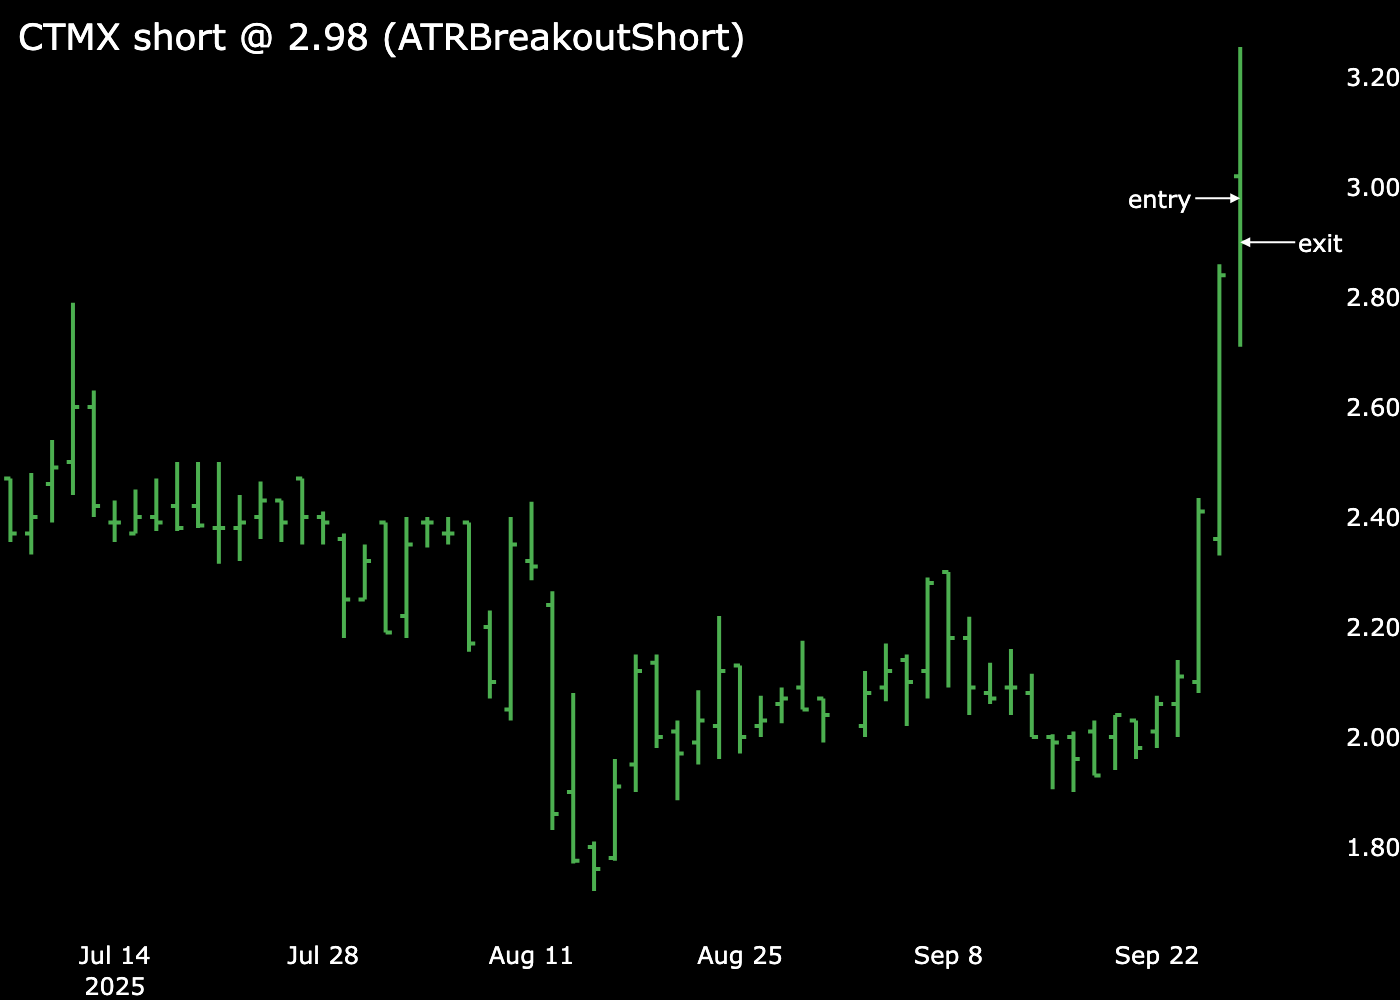 CTMX short @ 2.98 (ATRBreakoutShort)
3.20
3.00
entry
exit
2.80
2.60
2.40
2.20
2.00
1.80
Jul 14
2025
Jul 28
Aug 11
Aug 25
Sep 8
Sep 22